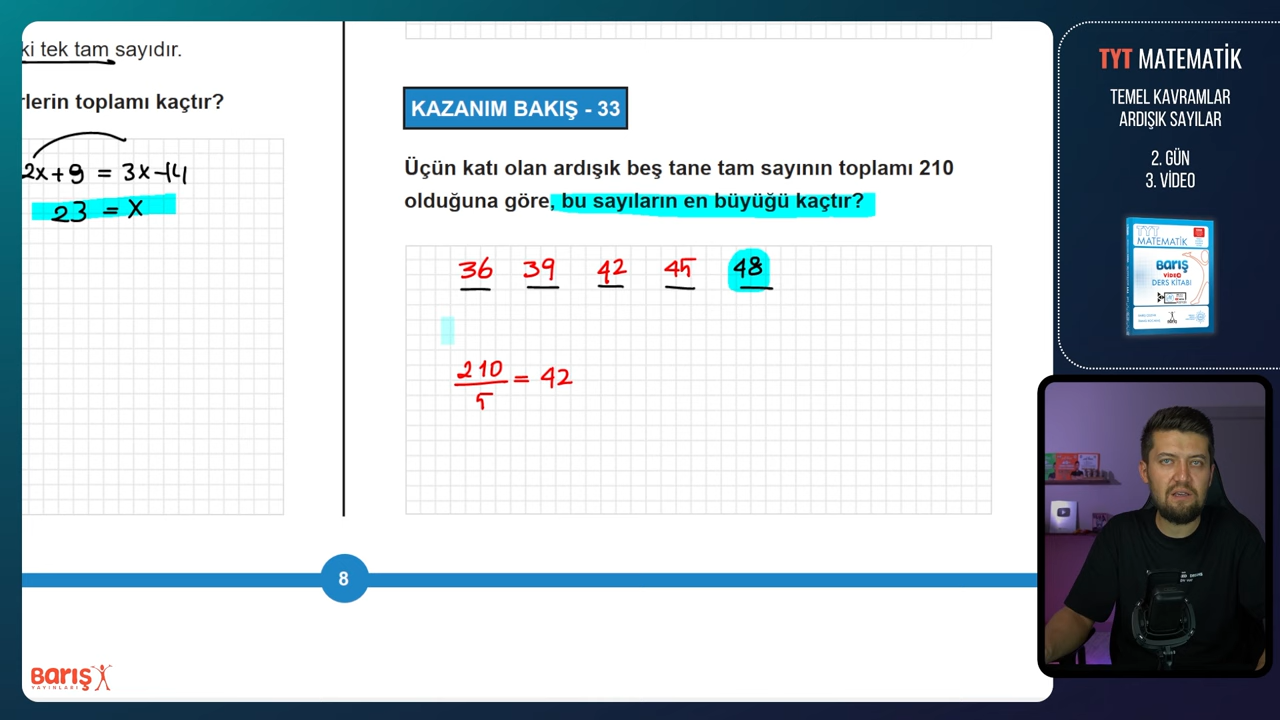 ki tek tam sayıdır.
rlerin toplamı kaçtır?
2x+9 = 3x-14
23 = x
KAZANIM BAKIŞ - 33
Üçün katı olan ardışık beş tane tam sayının toplamı 210
olduğuna göre, bu sayıların en büyüğü kaçtır?
36 39 42 45 48
210/5 = 42
8
BARIŞ
YAYINLARI
TYT MATEMATİK
TEMEL KAVRAMLAR
ARDIŞIK SAYILAR
2. GÜN
3. VİDEO
TYT
MATEMATİK
BARIŞ
VİDEO
DERS KİTABI